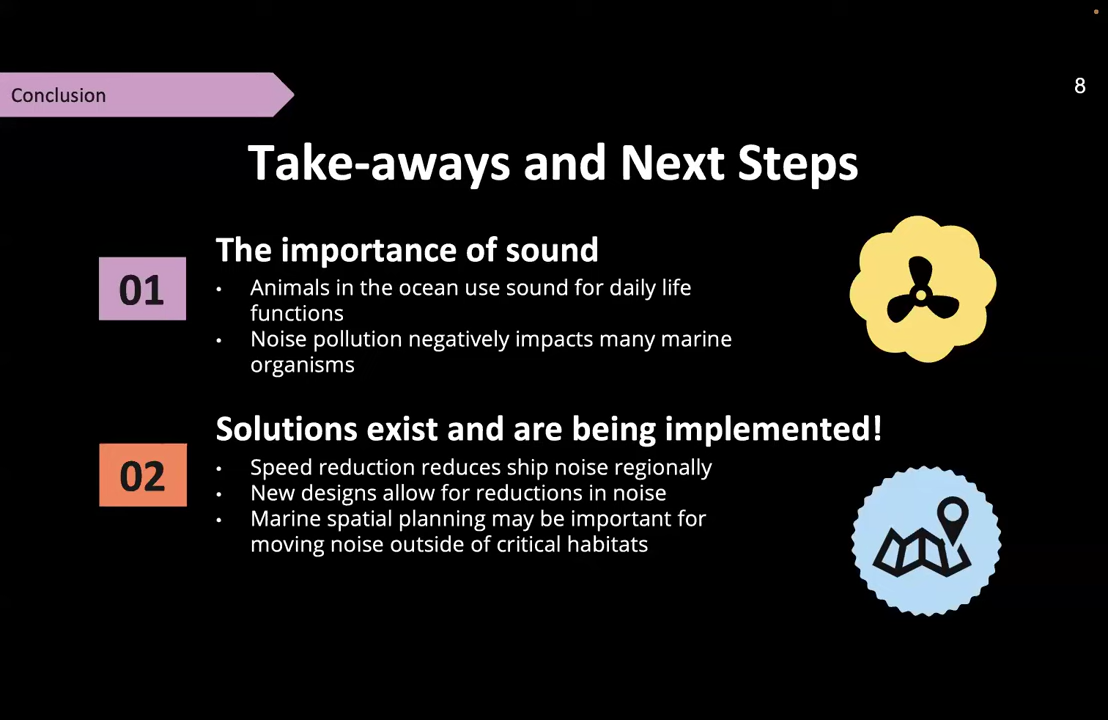 Conclusion
8
Take-aways and Next Steps
01
The importance of sound
• Animals in the ocean use sound for daily life
functions
• Noise pollution negatively impacts many marine
organisms
02
Solutions exist and are being implemented!
• Speed reduction reduces ship noise regionally
• New designs allow for reductions in noise
• Marine spatial planning may be important for
moving noise outside of critical habitats